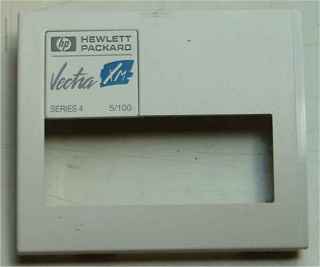 hp HEWLETT
PACKARD
Vectra XM
SERIES 4 5/100